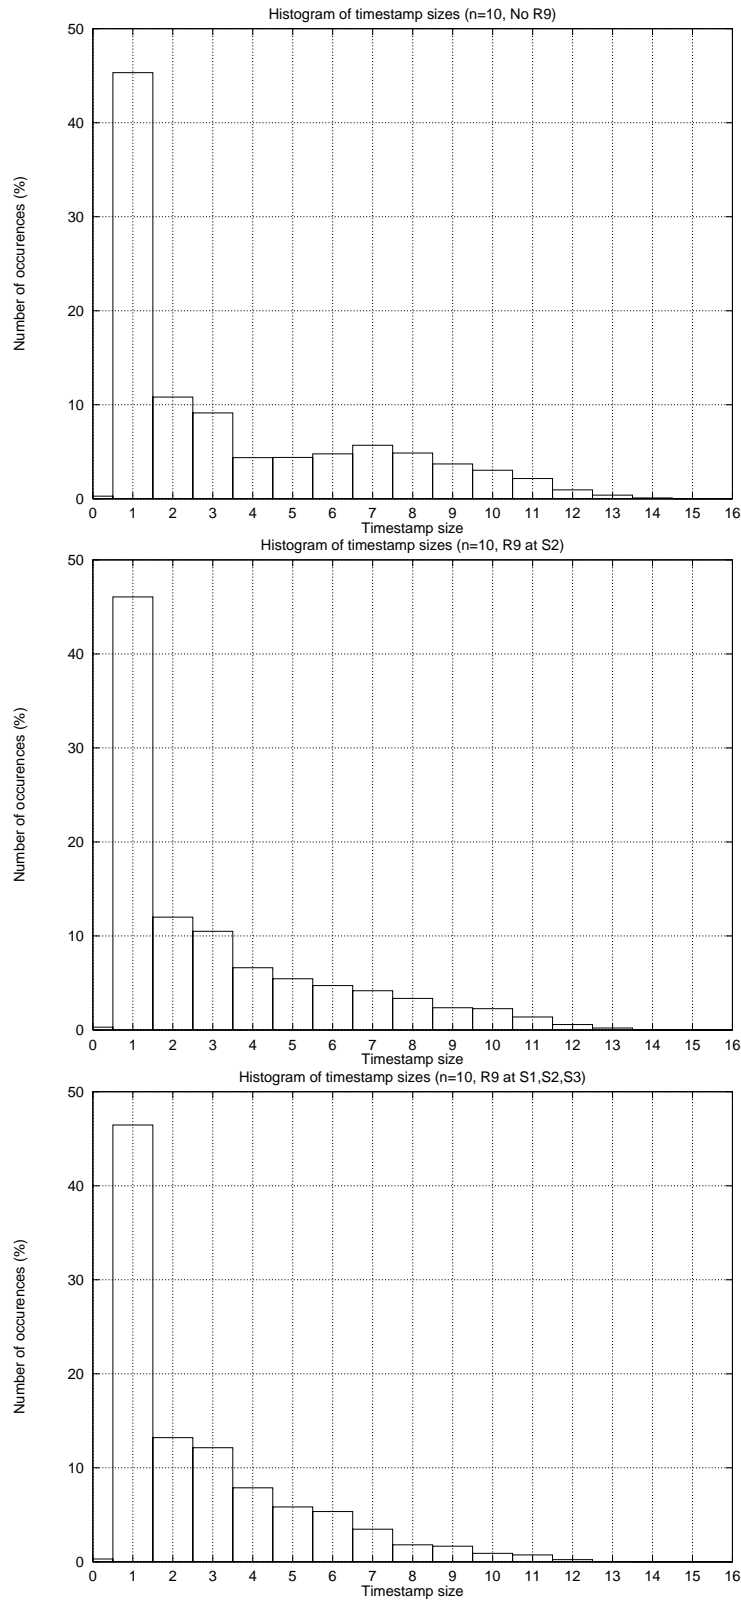 Histogram of timestamp sizes (n=10, No R9)
50
40
30
20
10
0
Number of occurences (%)
0 1 2 3 4 5 6 7 8 9 10 11 12 13 14 15 16
Timestamp size
Histogram of timestamp sizes (n=10, R9 at S2)
50
40
30
20
10
0
Number of occurences (%)
0 1 2 3 4 5 6 7 8 9 10 11 12 13 14 15 16
Timestamp size
Histogram of timestamp sizes (n=10, R9 at S1,S2,S3)
50
40
30
20
10
0
Number of occurences (%)
0 1 2 3 4 5 6 7 8 9 10 11 12 13 14 15 16
Timestamp size